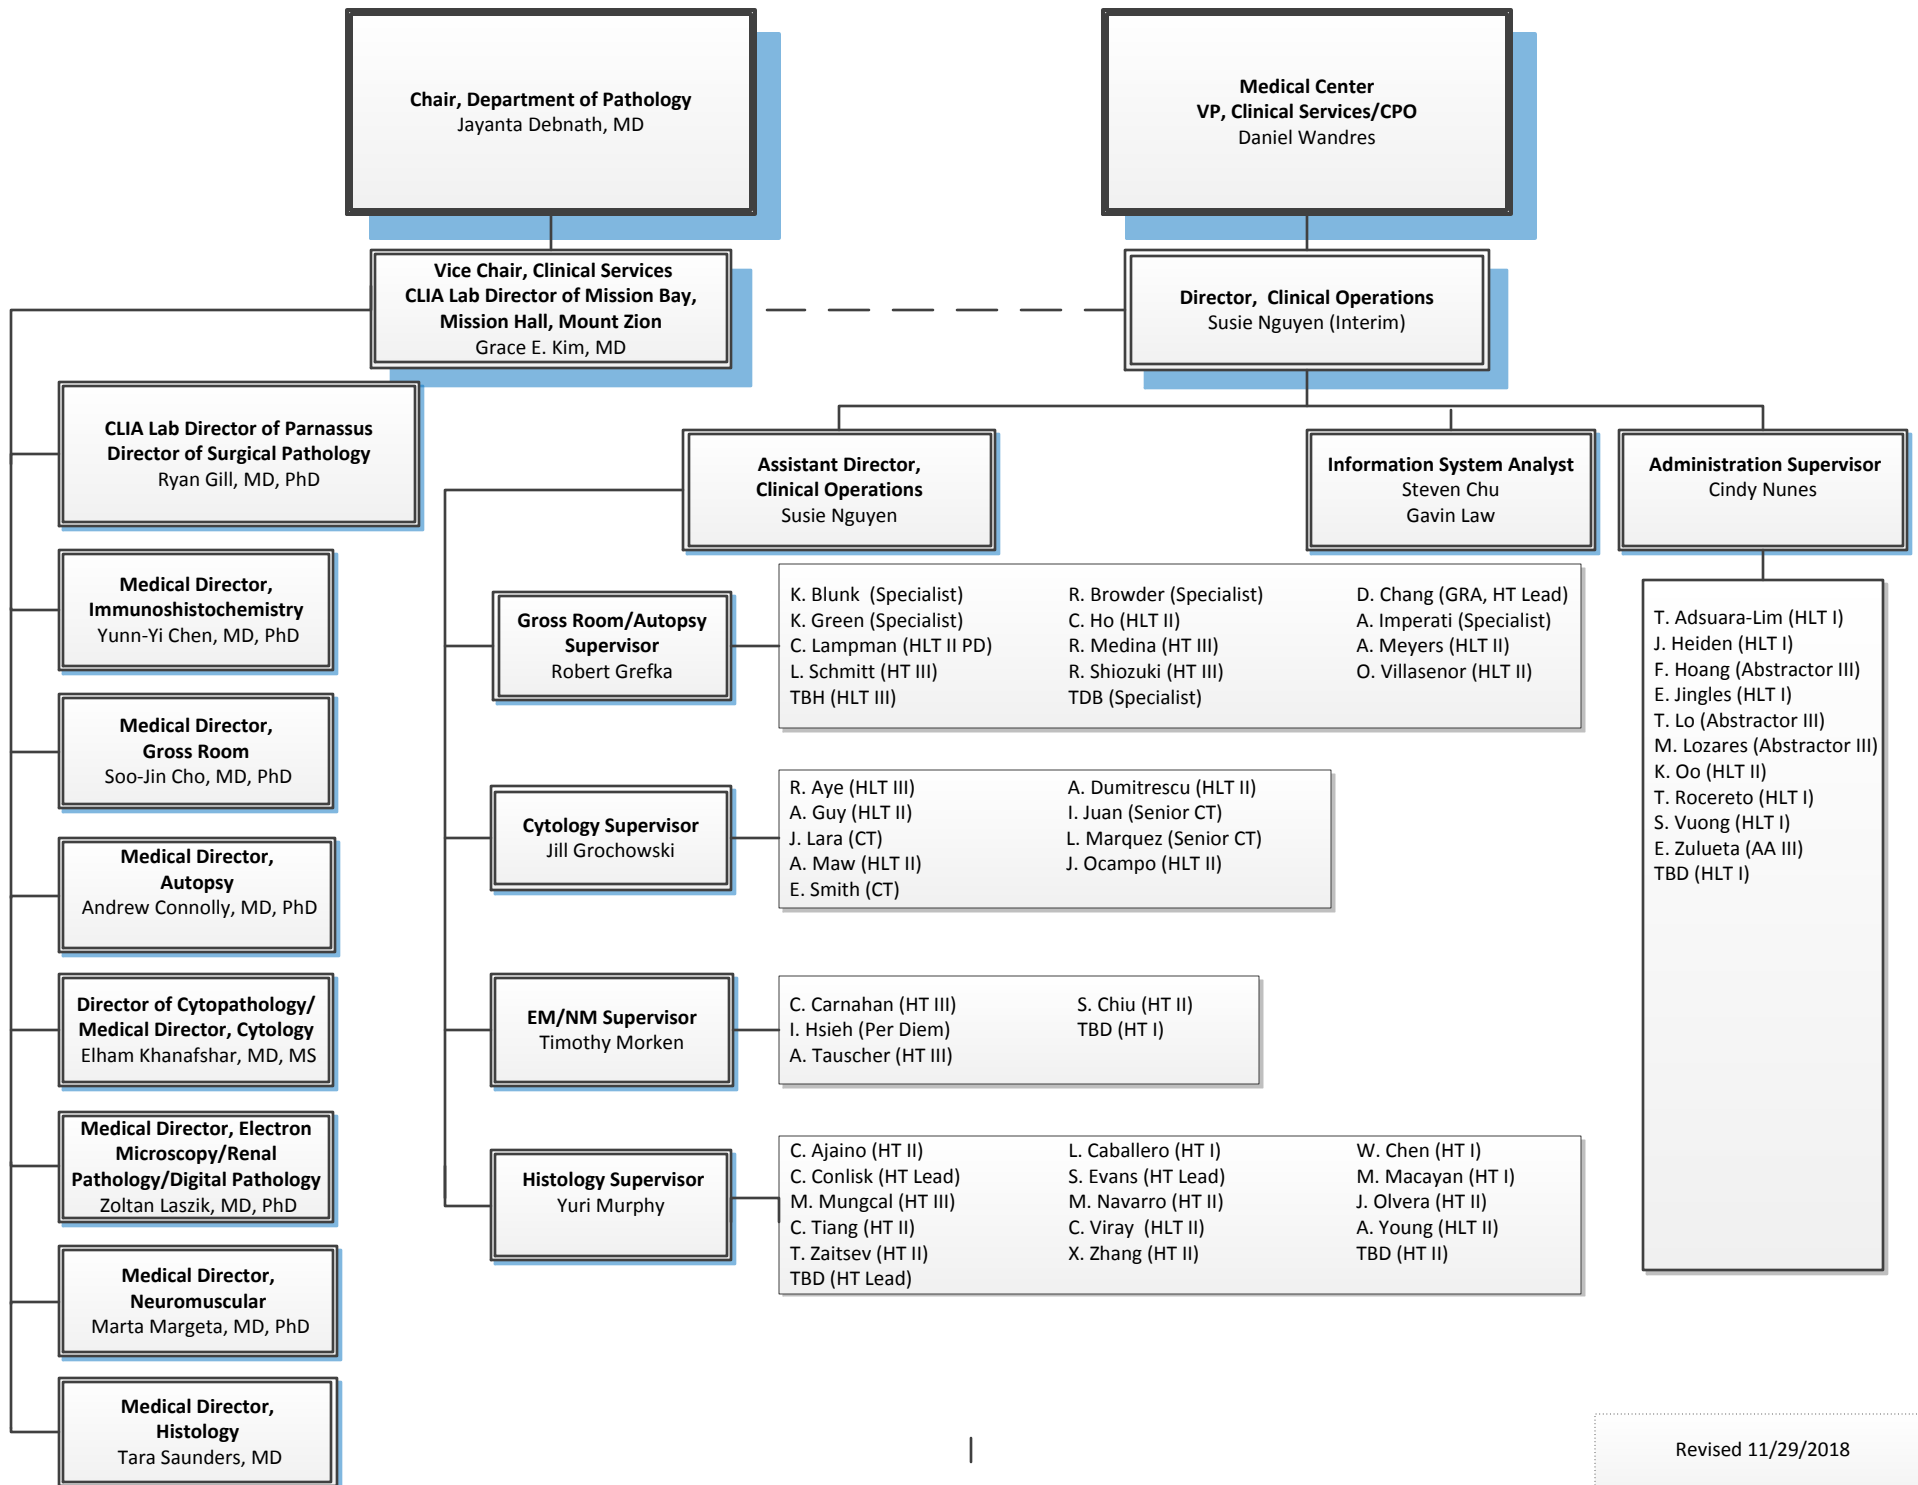 Chair, Department of Pathology
Jayanta Debnath, MD
Medical Center
VP, Clinical Services/CPO
Daniel Wandres
Vice Chair, Clinical Services
CLIA Lab Director of Mission Bay,
Mission Hall, Mount Zion
Grace E. Kim, MD
Director,  Clinical Operations
Susie Nguyen (Interim)
CLIA Lab Director of Parnassus
Director of Surgical Pathology
Ryan Gill, MD, PhD
Medical Director,
Immunoshistochemistry
Yunn-Yi Chen, MD, PhD
Medical Director,
Gross Room
Soo-Jin Cho, MD, PhD
Medical Director,
Autopsy
Andrew Connolly, MD, PhD
Director of Cytopathology/
Medical Director, Cytology
Elham Khanafshar, MD, MS
Medical Director, Electron
Microscopy/Renal
Pathology/Digital Pathology
Zoltan Laszik, MD, PhD
Medical Director,
Neuromuscular
Marta Margeta, MD, PhD
Medical Director,
Histology
Tara Saunders, MD
Assistant Director,
Clinical Operations
Susie Nguyen
Information System Analyst
Steven Chu
Gavin Law
Administration Supervisor
Cindy Nunes
Gross Room/Autopsy
Supervisor
Robert Grefka
K. Blunk  (Specialist)
K. Green (Specialist)
C. Lampman (HLT II PD)
L. Schmitt (HT III)
TBH (HLT III)
R. Browder (Specialist)
C. Ho (HLT II)
R. Medina (HT III)
R. Shiozuki (HT III)
TDB (Specialist)
D. Chang (GRA, HT Lead)
A. Imperati (Specialist)
A. Meyers (HLT II)
O. Villasenor (HLT II)
Cytology Supervisor
Jill Grochowski
R. Aye (HLT III)
A. Guy (HLT II)
J. Lara (CT)
A. Maw (HLT II)
E. Smith (CT)
A. Dumitrescu (HLT II)
I. Juan (Senior CT)
L. Marquez (Senior CT)
J. Ocampo (HLT II)
EM/NM Supervisor
Timothy Morken
C. Carnahan (HT III)
I. Hsieh (Per Diem)
A. Tauscher (HT III)
S. Chiu (HT II)
TBD (HT I)
Histology Supervisor
Yuri Murphy
C. Ajaino (HT II)
C. Conlisk (HT Lead)
M. Mungcal (HT III)
C. Tiang (HT II)
T. Zaitsev (HT II)
TBD (HT Lead)
L. Caballero (HT I)
S. Evans (HT Lead)
M. Navarro (HT II)
C. Viray  (HLT II)
X. Zhang (HT II)
W. Chen (HT I)
M. Macayan (HT I)
J. Olvera (HT II)
A. Young (HLT II)
TBD (HT II)
T. Adsuara-Lim (HLT I)
J. Heiden (HLT I)
F. Hoang (Abstractor III)
E. Jingles (HLT I)
T. Lo (Abstractor III)
M. Lozares (Abstractor III)
K. Oo (HLT II)
T. Rocereto (HLT I)
S. Vuong (HLT I)
E. Zulueta (AA III)
TBD (HLT I)
Revised 11/29/2018